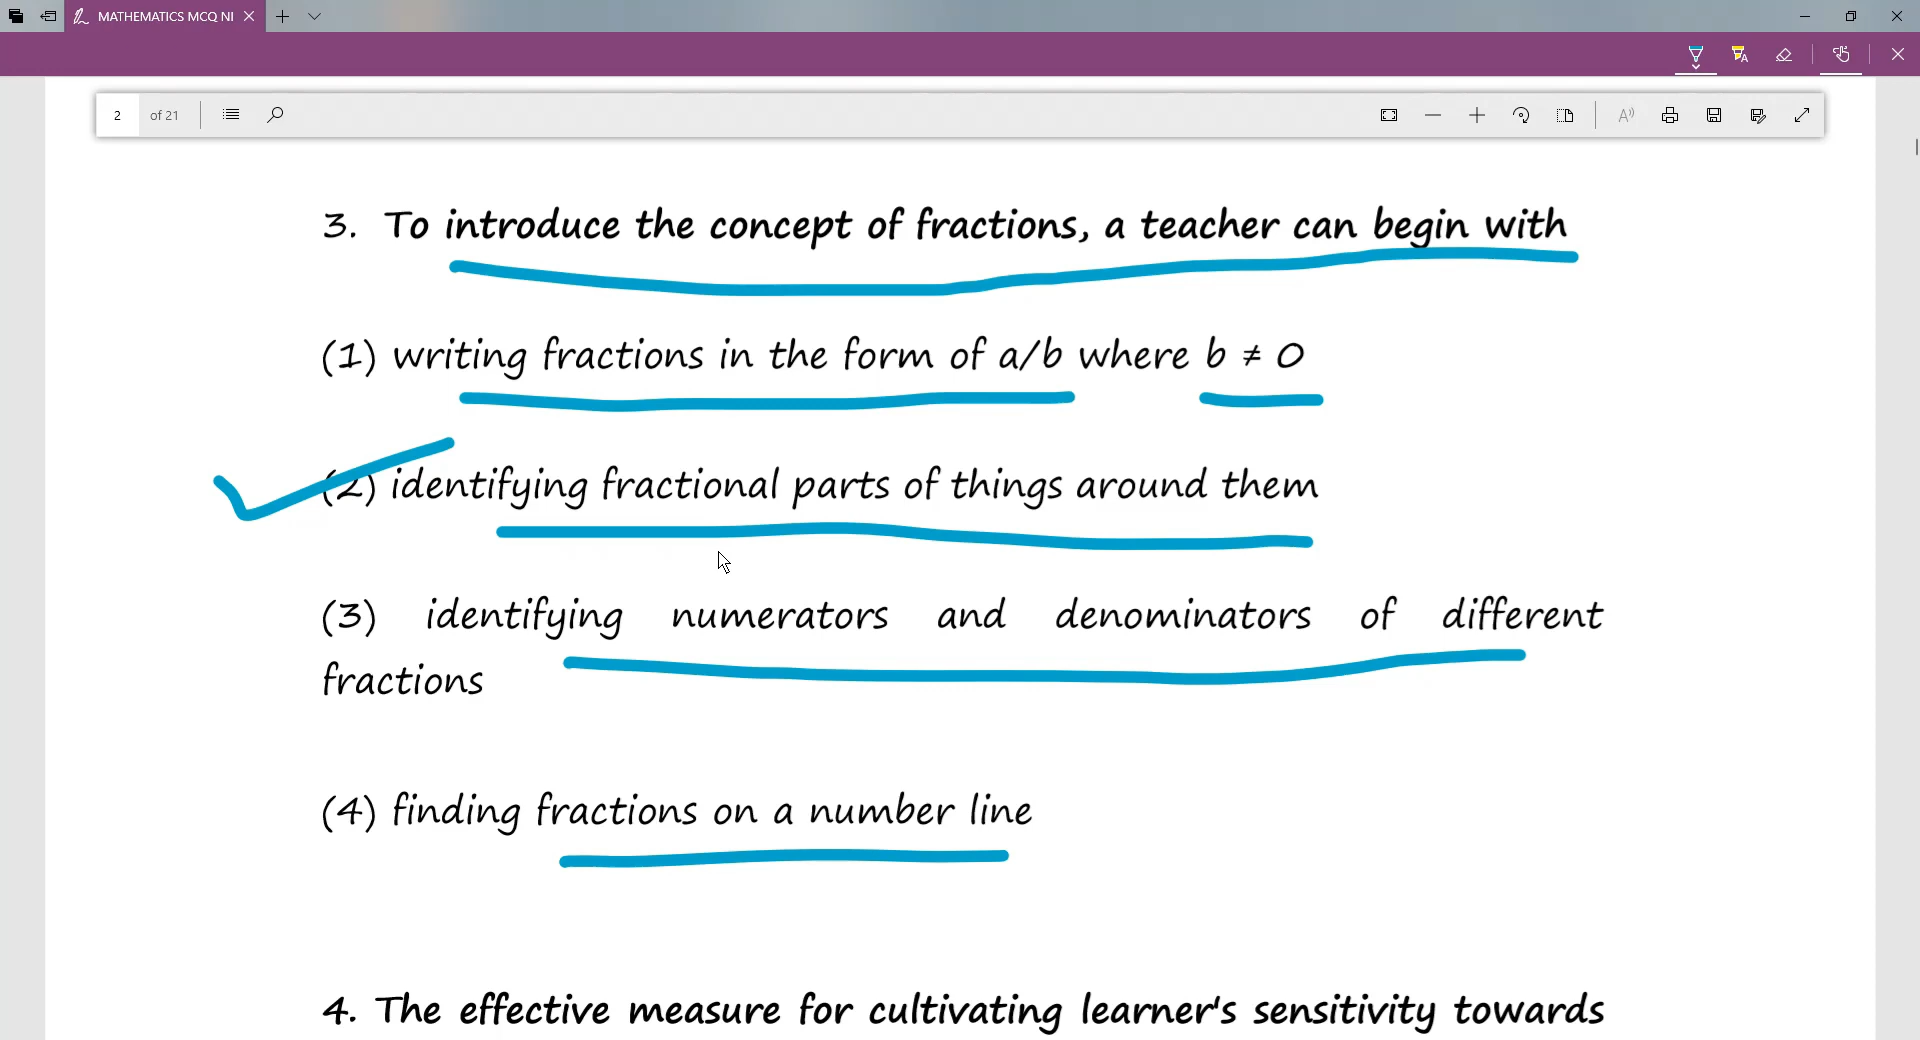 MATHEMATICS MCQ NI
2 of 21
3. To introduce the concept of fractions, a teacher can begin with
(1) writing fractions in the form of a/b where b ≠ 0
(2) identifying fractional parts of things around them
(3) identifying numerators and denominators of different
fractions
(4) finding fractions on a number line
4. The effective measure for cultivating learner's sensitivity towards